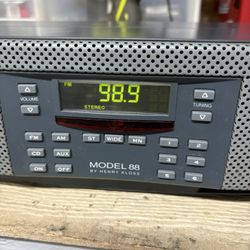 FM
98.9
STEREO
VOLUME
TUNING
FM AM ST WIDE MN
CD AUX
ON OFF
MODEL 88
BY HENRY KLOSS
1 2
3 4
5 6